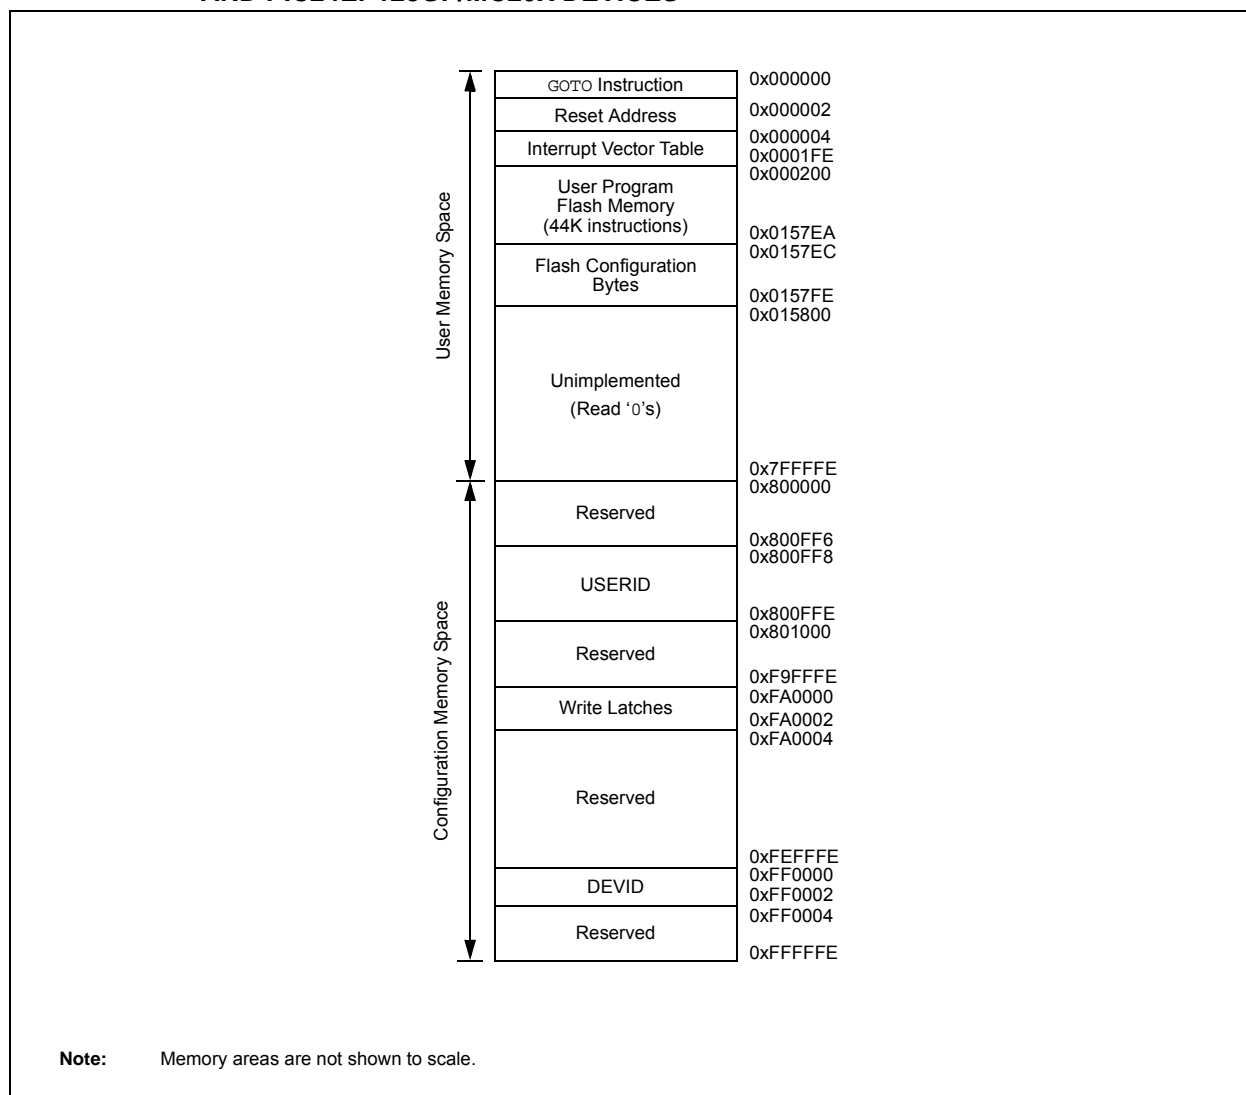 GOTO Instruction
0x000000
Reset Address
0x000002
Interrupt Vector Table
0x000004
0x0001FE
User Program
Flash Memory
(44K instructions)
0x000200
0x0157EA
Flash Configuration
Bytes
0x0157EC
0x0157FE
Unimplemented
(Read ‘0’s)
0x015800
0x7FFFFE
User Memory Space
Reserved
0x800000
0x800FF6
USERID
0x800FF8
0x800FFE
Reserved
0x801000
0xF9FFFE
Write Latches
0xFA0000
0xFA0002
Reserved
0xFA0004
0xFEFFFE
DEVID
0xFF0000
0xFF0002
Reserved
0xFF0004
0xFFFFFE
Configuration Memory Space
Note: Memory areas are not shown to scale.